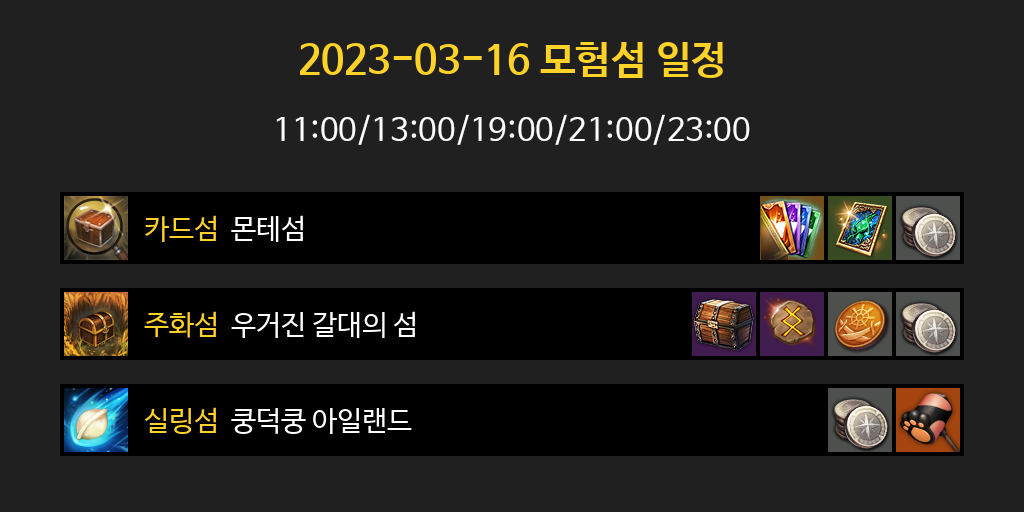 2023-03-16 모험섬 일정
11:00/13:00/19:00/21:00/23:00
카드섬 몬테섬
주화섬 우거진 갈대의 섬
실링섬 쿵덕쿵 아일랜드